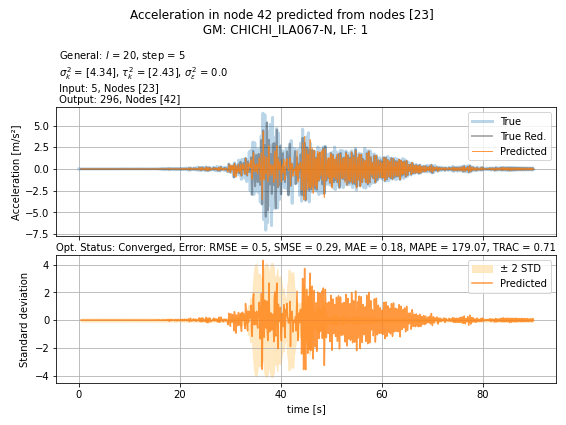 Acceleration in node 42 predicted from nodes [23]
GM: CHICHI_ILA067-N, LF: 1
General: l = 20, step = 5
σ²ₖ = [4.34], τ²ₖ = [2.43], σ²ₑ = 0.0
Input: 5, Nodes [23]
Output: 296, Nodes [42]
Acceleration [m/s²]
5.0
2.5
0.0
−2.5
−5.0
−7.5
True
True Red.
Predicted
Opt. Status: Converged, Error: RMSE = 0.5, SMSE = 0.29, MAE = 0.18, MAPE = 179.07, TRAC = 0.71
Standard deviation
4
2
0
−2
−4
± 2 STD
Predicted
0
20
40
60
80
time [s]